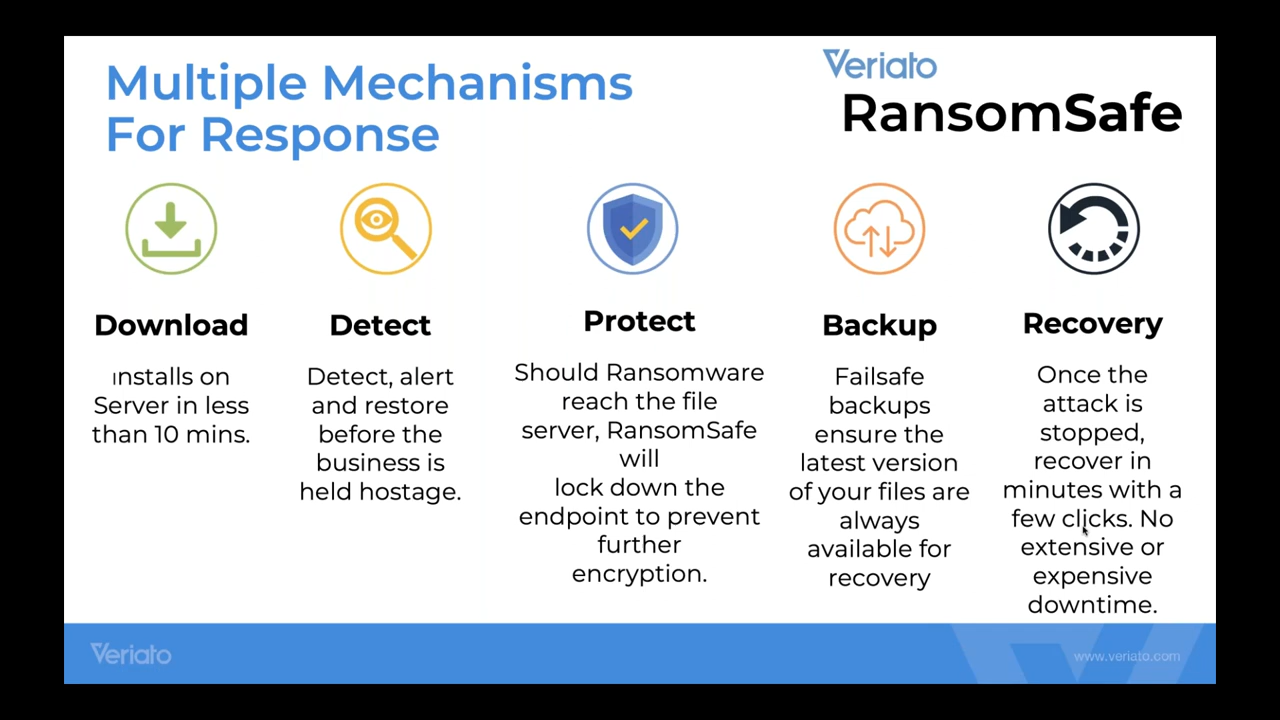 Multiple Mechanisms
For Response
Veriato
RansomSafe
Download
Installs on
Server in less
than 10 mins.
Detect
Detect, alert
and restore
before the
business is
held hostage.
Protect
Should Ransomware
reach the file
server, RansomSafe
will
lock down the
endpoint to prevent
further
encryption.
Backup
Failsafe
backups
ensure the
latest version
of your files are
always
available for
recovery
Recovery
Once the
attack is
stopped,
recover in
minutes with a
few clicks. No
extensive or
expensive
downtime.
Veriato
www.veriato.com